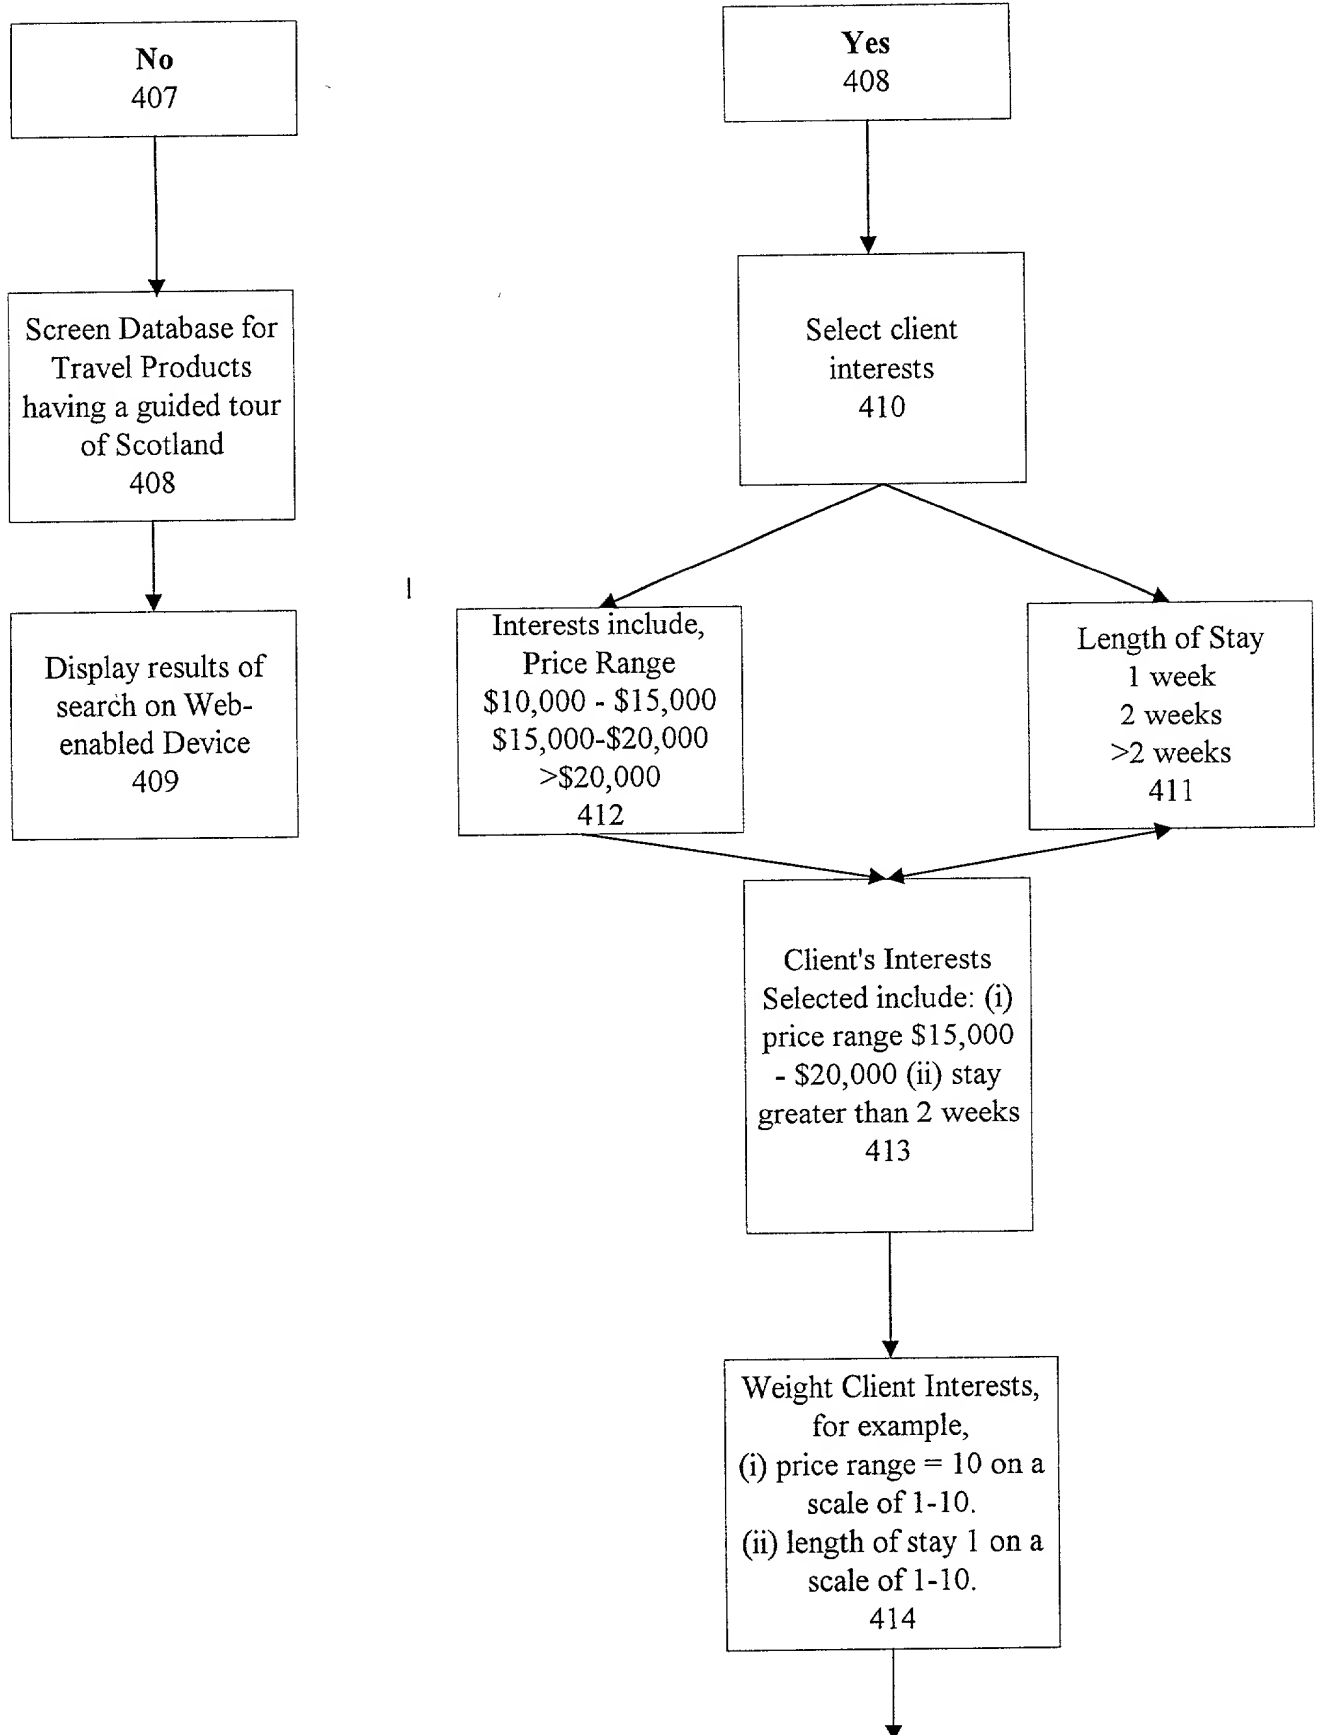 No
407
Screen Database for
Travel Products
having a guided tour
of Scotland
408
Display results of
search on Web-
enabled Device
409
Yes
408
Select client
interests
410
Interests include,
Price Range
$10,000 - $15,000
$15,000-$20,000
>$20,000
412
Length of Stay
1 week
2 weeks
>2 weeks
411
Client's Interests
Selected include: (i)
price range $15,000
- $20,000 (ii) stay
greater than 2 weeks
413
Weight Client Interests,
for example,
(i) price range = 10 on a
scale of 1-10.
(ii) length of stay 1 on a
scale of 1-10.
414